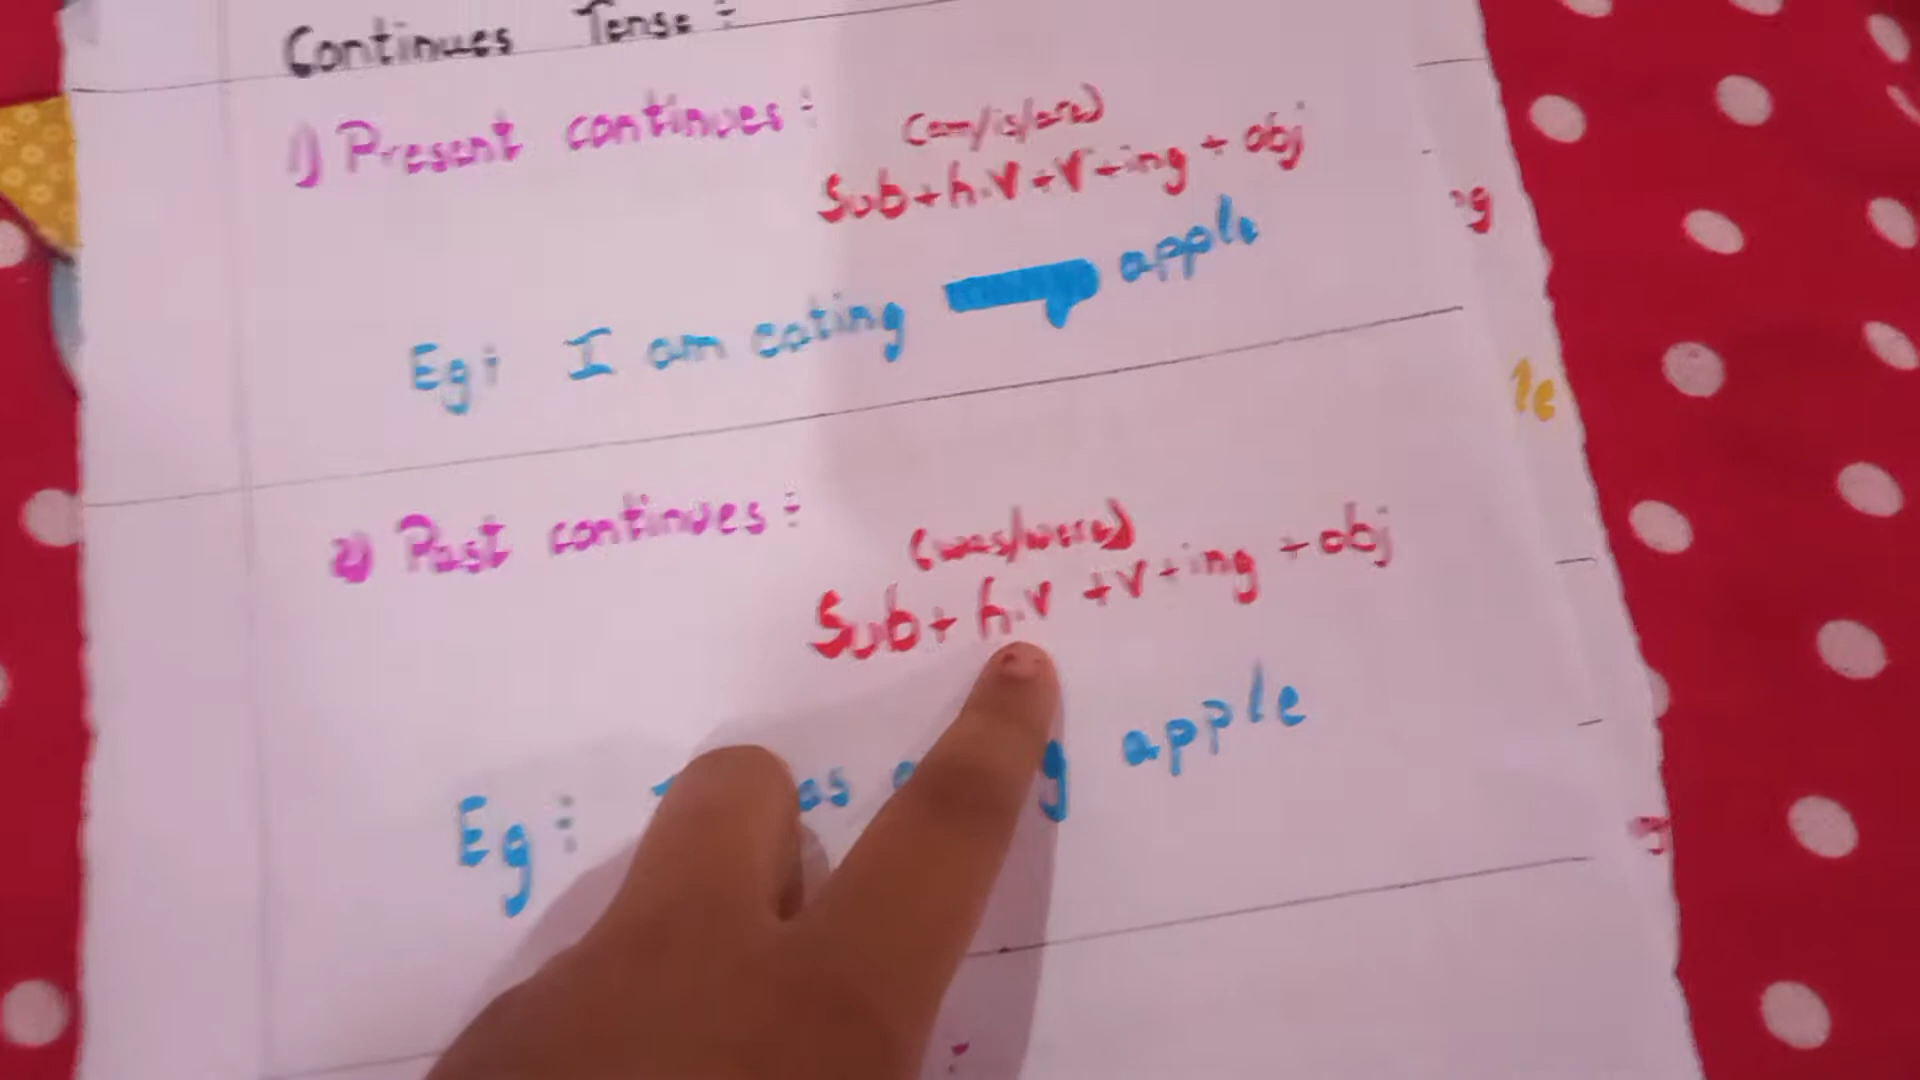 Continues Tense :-
1) Present continues :-
(am/is/are)
Sub + h.v + v + ing + obj
Eg: I am eating apple
2) Past continues :-
(was/were)
Sub + h.v + v + ing + obj
Eg: apple